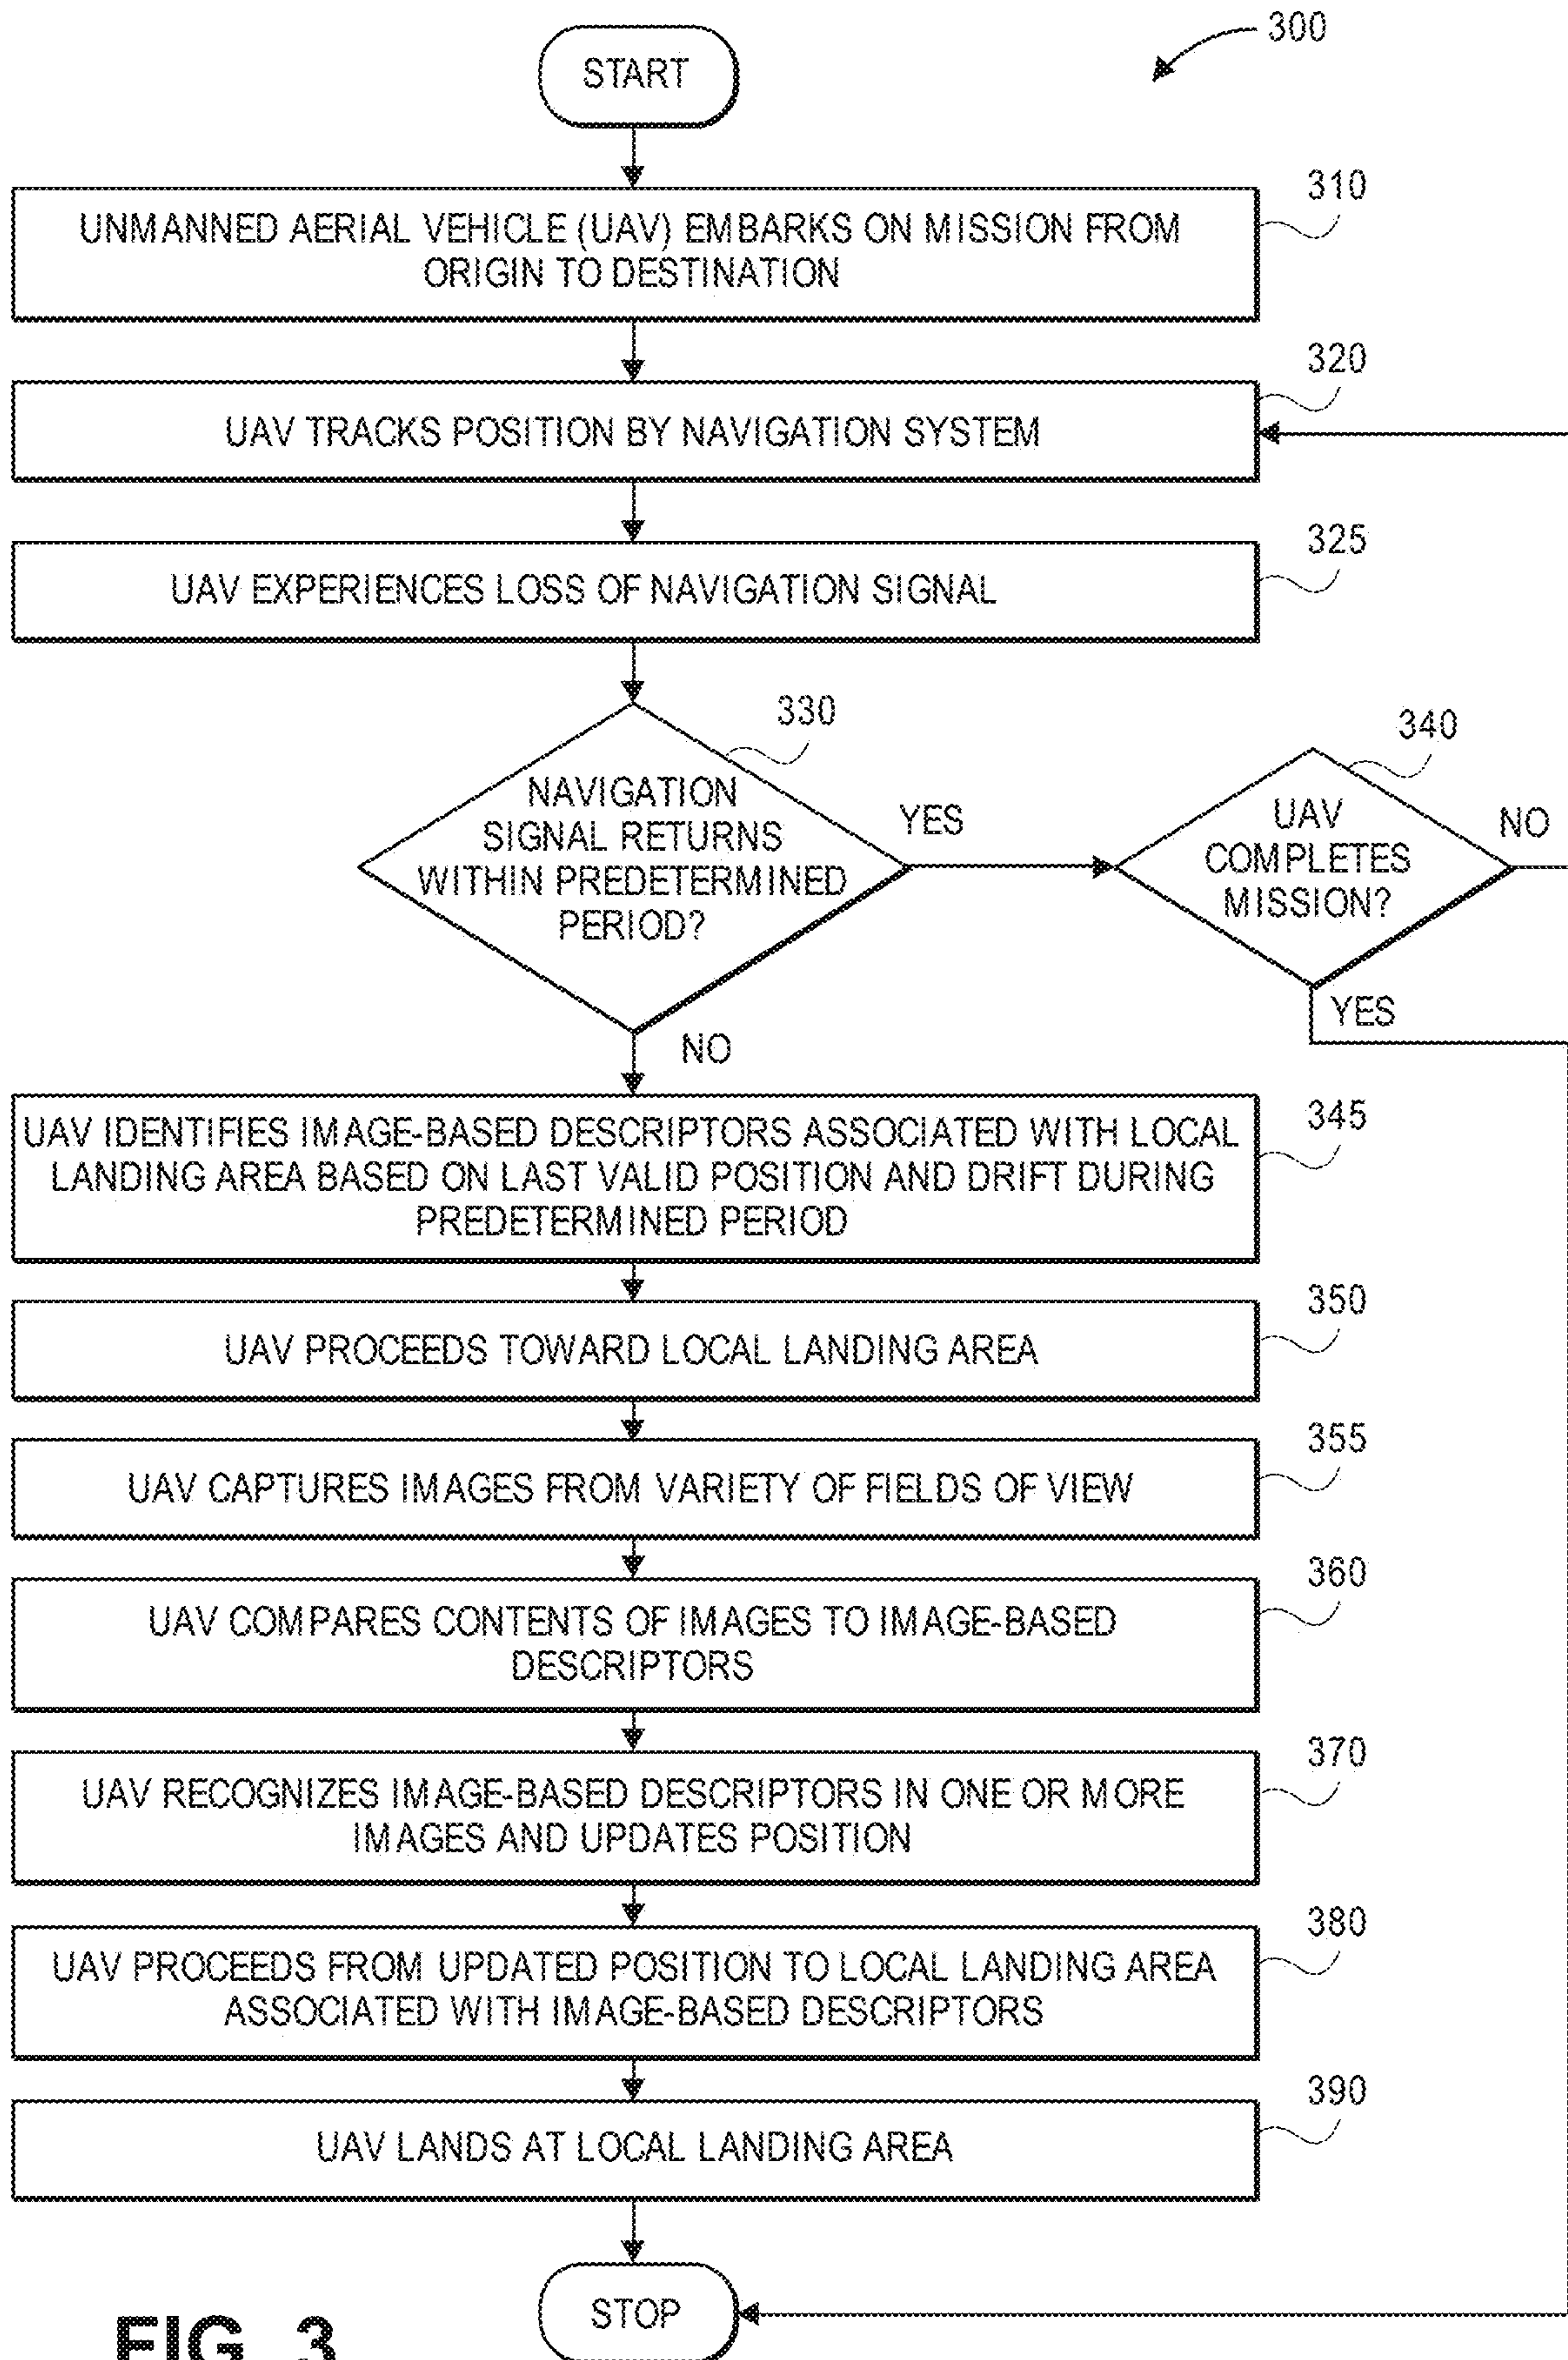 300
START
310
UNMANNED AERIAL VEHICLE (UAV) EMBARKS ON MISSION FROM
ORIGIN TO DESTINATION
320
UAV TRACKS POSITION BY NAVIGATION SYSTEM
325
UAV EXPERIENCES LOSS OF NAVIGATION SIGNAL
330
NAVIGATION
SIGNAL RETURNS
WITHIN PREDETERMINED
PERIOD?
YES
340
UAV
COMPLETES
MISSION?
NO
YES
NO
345
UAV IDENTIFIES IMAGE-BASED DESCRIPTORS ASSOCIATED WITH LOCAL
LANDING AREA BASED ON LAST VALID POSITION AND DRIFT DURING
PREDETERMINED PERIOD
350
UAV PROCEEDS TOWARD LOCAL LANDING AREA
355
UAV CAPTURES IMAGES FROM VARIETY OF FIELDS OF VIEW
360
UAV COMPARES CONTENTS OF IMAGES TO IMAGE-BASED
DESCRIPTORS
370
UAV RECOGNIZES IMAGE-BASED DESCRIPTORS IN ONE OR MORE
IMAGES AND UPDATES POSITION
380
UAV PROCEEDS FROM UPDATED POSITION TO LOCAL LANDING AREA
ASSOCIATED WITH IMAGE-BASED DESCRIPTORS
390
UAV LANDS AT LOCAL LANDING AREA
STOP
FIG. 3